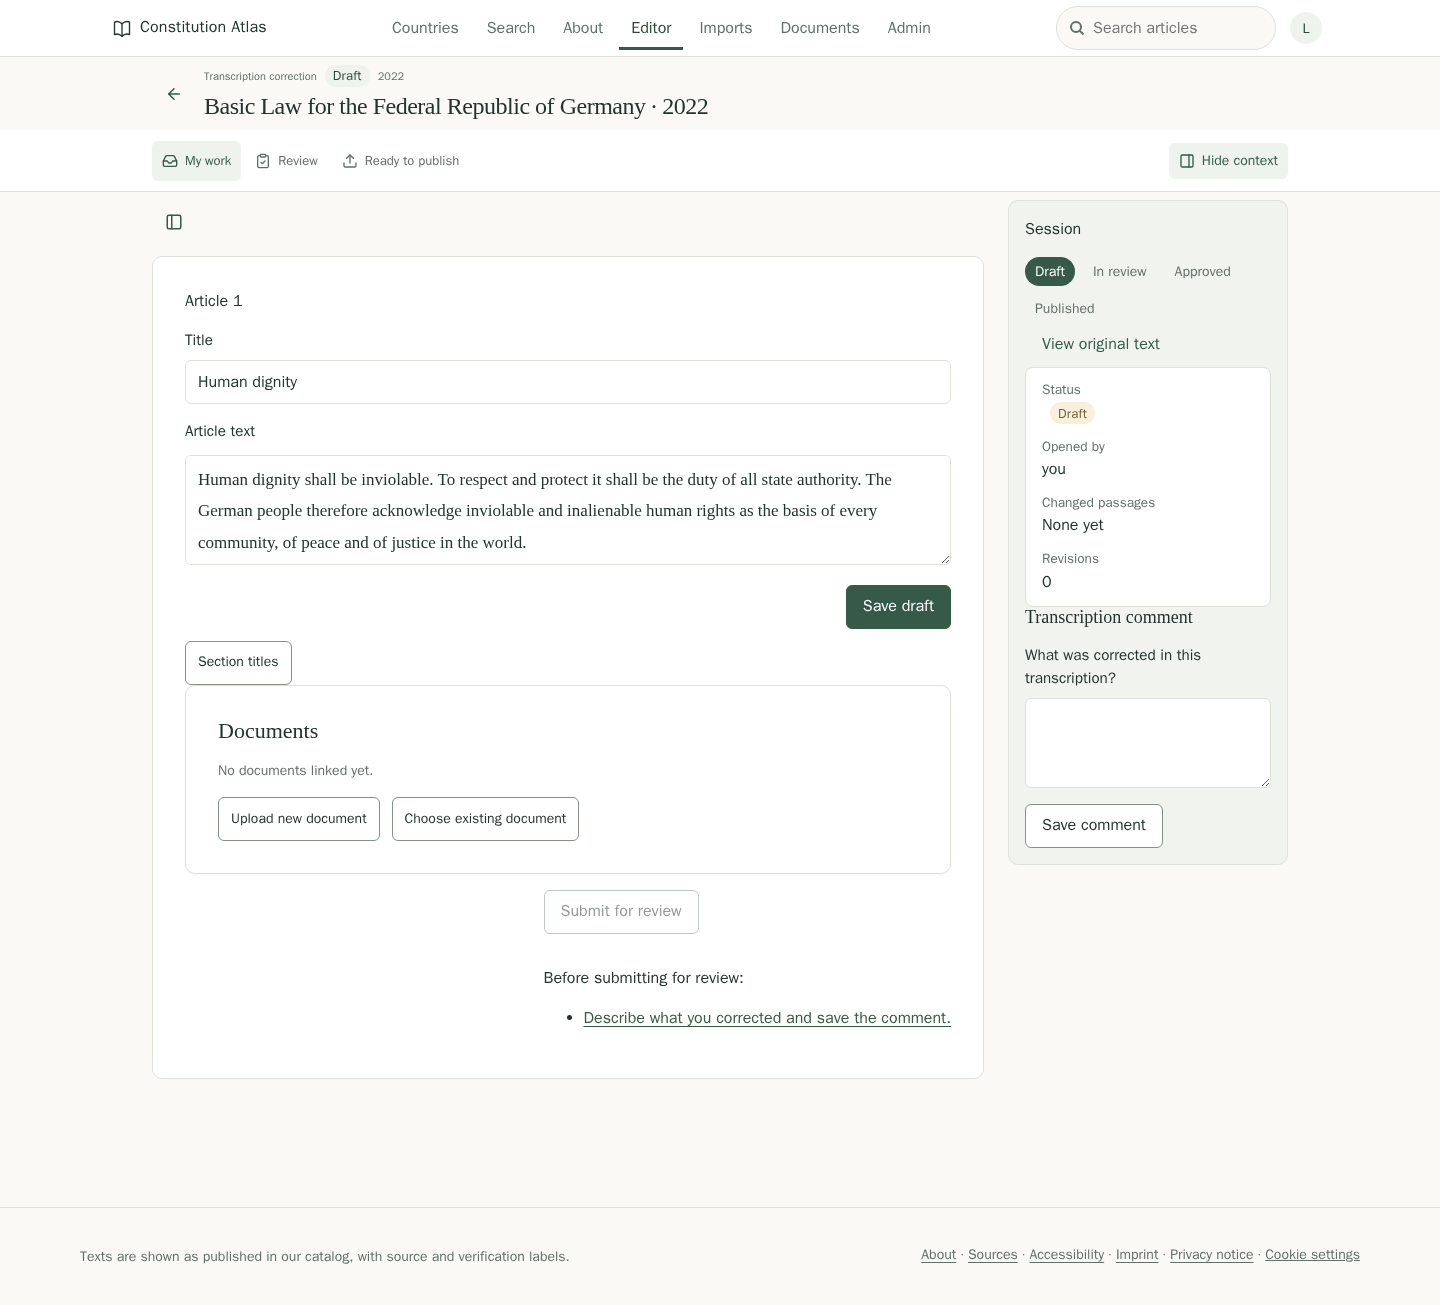 Constitution Atlas
Countries
Search
About
Editor
Imports
Documents
Admin
Search articles
L
Transcription correction
Draft
2022
Basic Law for the Federal Republic of Germany · 2022
My work
Review
Ready to publish
Hide context
Article 1
Title
Human dignity
Article text
Human dignity shall be inviolable. To respect and protect it shall be the duty of all state authority. The
German people therefore acknowledge inviolable and inalienable human rights as the basis of every
community, of peace and of justice in the world.
Save draft
Section titles
Documents
No documents linked yet.
Upload new document
Choose existing document
Submit for review
Before submitting for review:
Describe what you corrected and save the comment.
Session
Draft
In review
Approved
Published
View original text
Status
Draft
Opened by
you
Changed passages
None yet
Revisions
0
Transcription comment
What was corrected in this
transcription?
Save comment
Texts are shown as published in our catalog, with source and verification labels.
About · Sources · Accessibility · Imprint · Privacy notice · Cookie settings